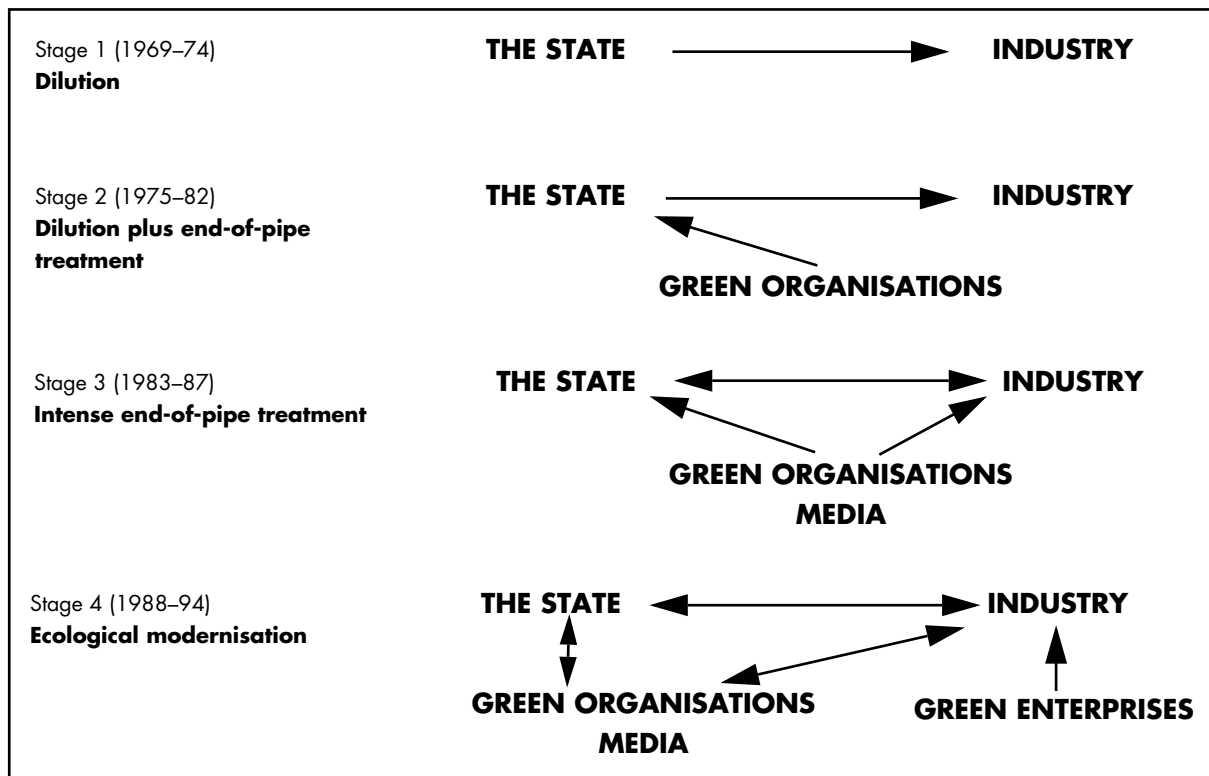 Stage 1 (1969–74)
Dilution
THE STATE
INDUSTRY
Stage 2 (1975–82)
Dilution plus end-of-pipe
treatment
THE STATE
INDUSTRY
GREEN ORGANISATIONS
Stage 3 (1983–87)
Intense end-of-pipe treatment
THE STATE
INDUSTRY
GREEN ORGANISATIONS
MEDIA
Stage 4 (1988–94)
Ecological modernisation
THE STATE
INDUSTRY
GREEN ORGANISATIONS
MEDIA
GREEN ENTERPRISES